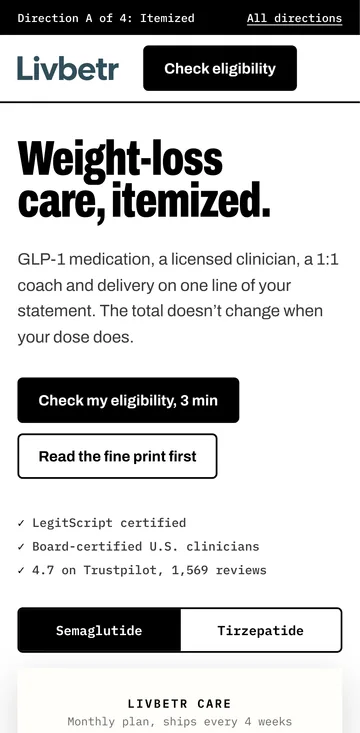 Direction A of 4: Itemized
All directions
Livbetr
Check eligibility
Weight-loss
care, itemized.
GLP-1 medication, a licensed clinician, a 1:1
coach and delivery on one line of your
statement. The total doesn’t change when
your dose does.
Check my eligibility, 3 min
Read the fine print first
✓ LegitScript certified
✓ Board-certified U.S. clinicians
✓ 4.7 on Trustpilot, 1,569 reviews
Semaglutide
Tirzepatide
LIVBETR CARE
Monthly plan, ships every 4 weeks